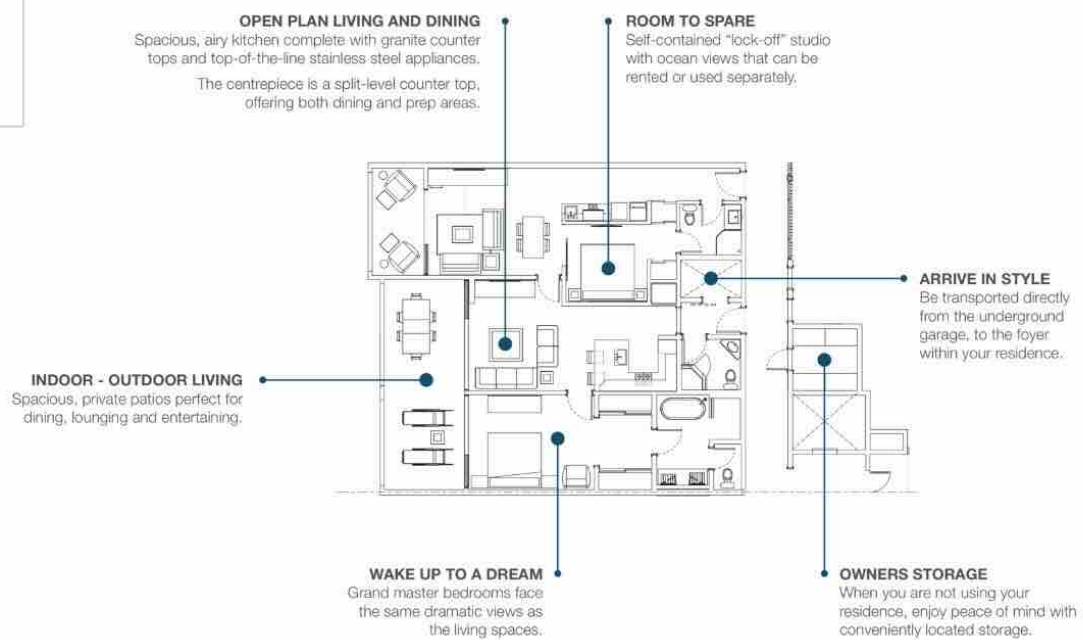 OPEN PLAN LIVING AND DINING
Spacious, airy kitchen complete with granite counter
tops and top-of-the-line stainless steel appliances.
The centrepiece is a split-level counter top,
offering both dining and prep areas.
ROOM TO SPARE
Self-contained “lock-off” studio
with ocean views that can be
rented or used separately.
ARRIVE IN STYLE
Be transported directly
from the underground
garage, to the foyer
within your residence.
INDOOR - OUTDOOR LIVING
Spacious, private patios perfect for
dining, lounging and entertaining.
WAKE UP TO A DREAM
Grand master bedrooms face
the same dramatic views as
the living spaces.
OWNERS STORAGE
When you are not using your
residence, enjoy peace of mind with
conveniently located storage.